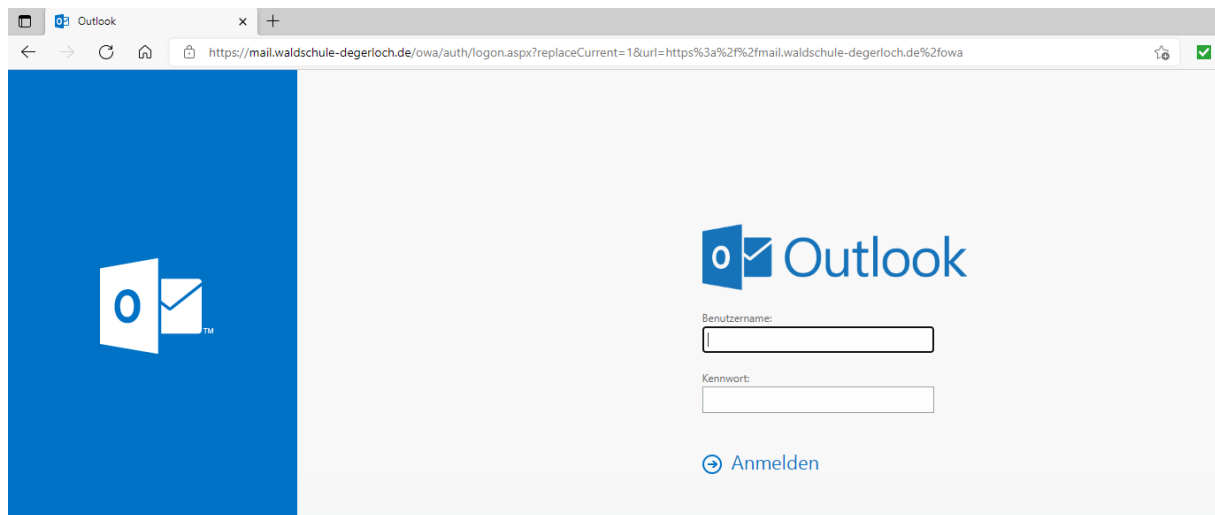 Outlook
https://mail.waldschule-degerloch.de/owa/auth/logon.aspx?replaceCurrent=1&url=https%3a%2f%2fmail.waldschule-degerloch.de%2fowa
o TM
o Outlook
Benutzername:
Kennwort:
Anmelden